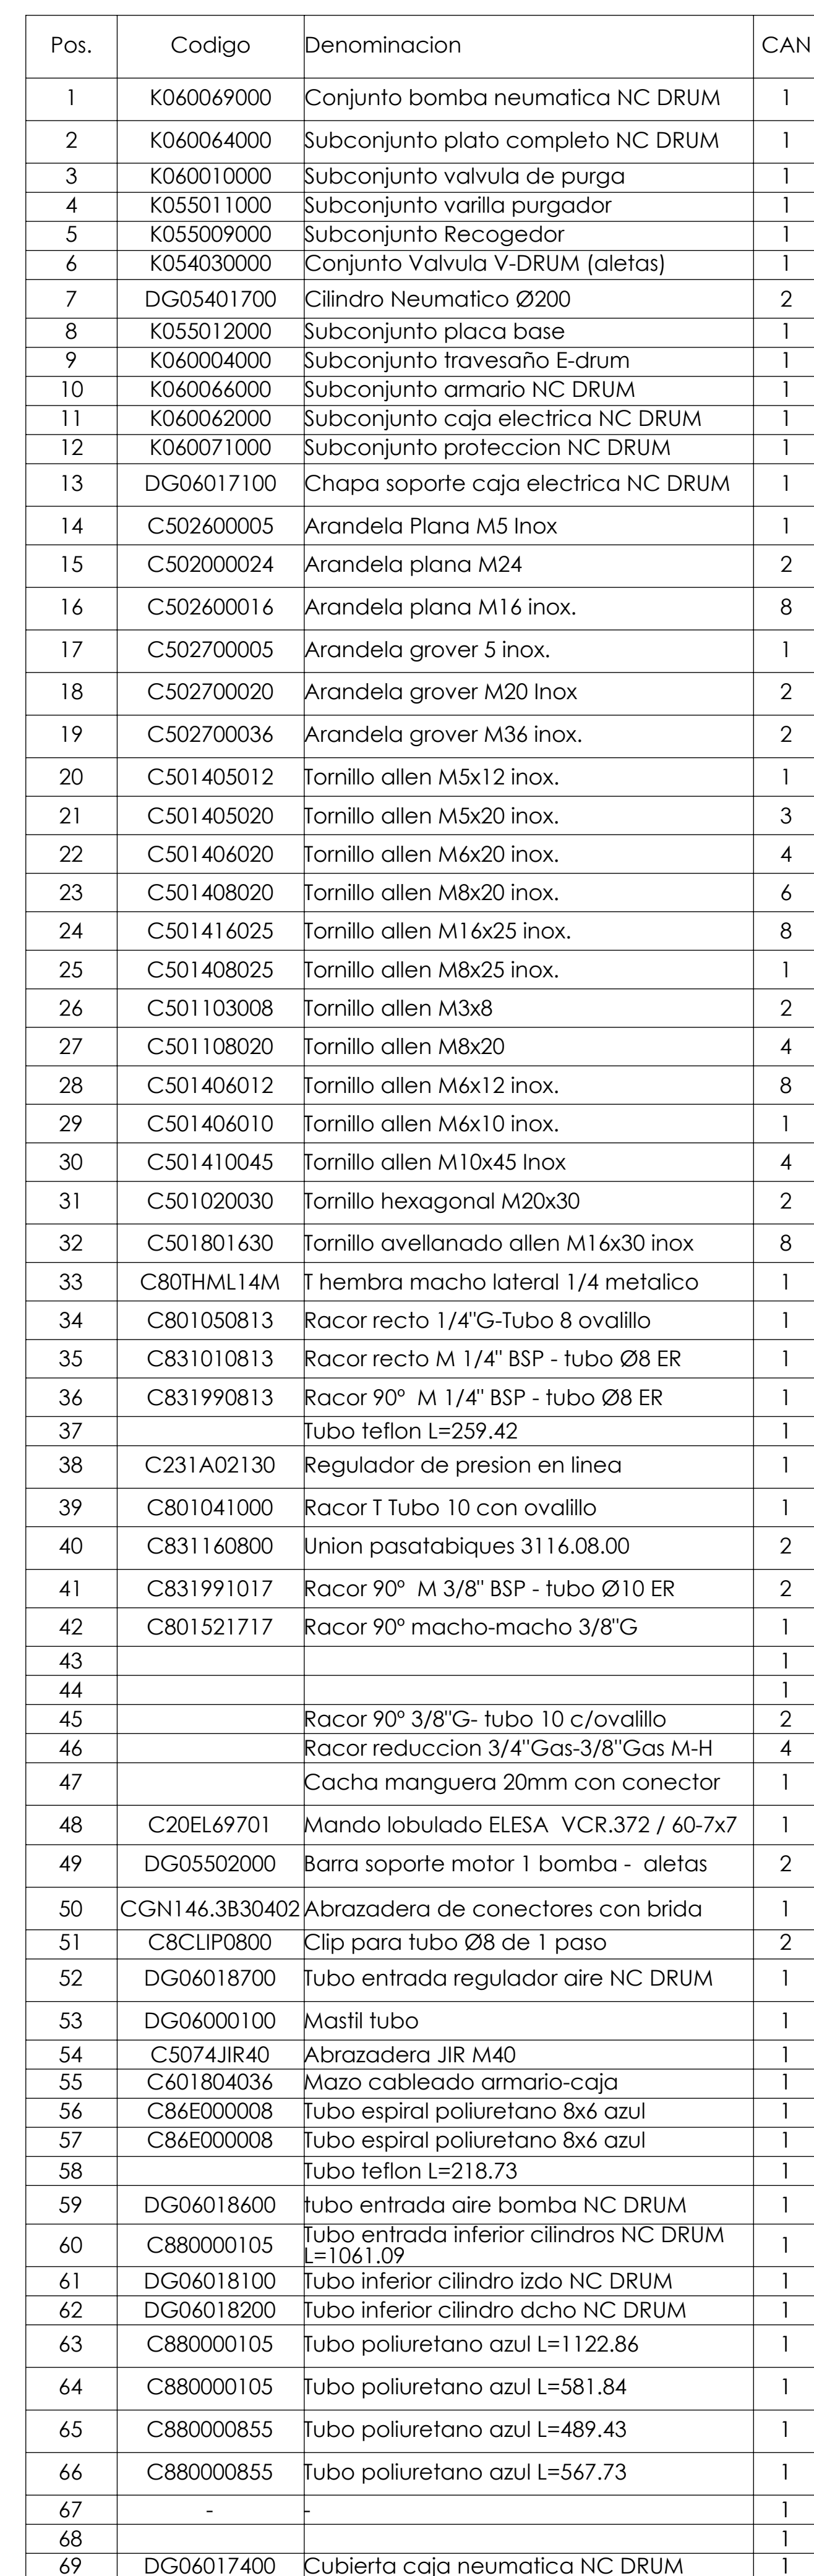 Pos. Codigo Denominacion CAN
1 K060069000 Conjunto bomba neumatica NC DRUM 1
2 K060064000 Subconjunto plato completo NC DRUM 1
3 K060010000 Subconjunto valvula de purga 1
4 K055011000 Subconjunto varilla purgador 1
5 K055009000 Subconjunto Recogedor 1
6 K054030000 Conjunto Valvula V-DRUM (aletas) 1
7 DG05401700 Cilindro Neumatico Ø200 2
8 K055012000 Subconjunto placa base 1
9 K060004000 Subconjunto travesaño E-drum 1
10 K060066000 Subconjunto armario NC DRUM 1
11 K060062000 Subconjunto caja electrica NC DRUM 1
12 K060071000 Subconjunto proteccion NC DRUM 1
13 DG06017100 Chapa soporte caja electrica NC DRUM 1
14 C502600005 Arandela Plana M5 Inox 1
15 C502000024 Arandela plana M24 2
16 C502600016 Arandela plana M16 inox. 8
17 C502700005 Arandela grover 5 inox. 1
18 C502700020 Arandela grover M20 Inox 2
19 C502700036 Arandela grover M36 inox. 2
20 C501405012 Tornillo allen M5x12 inox. 1
21 C501405020 Tornillo allen M5x20 inox. 3
22 C501406020 Tornillo allen M6x20 inox. 4
23 C501408020 Tornillo allen M8x20 inox. 6
24 C501416025 Tornillo allen M16x25 inox. 8
25 C501408025 Tornillo allen M8x25 inox. 1
26 C501103008 Tornillo allen M3x8 2
27 C501108020 Tornillo allen M8x20 4
28 C501406012 Tornillo allen M6x12 inox. 8
29 C501406010 Tornillo allen M6x10 inox. 1
30 C501410045 Tornillo allen M10x45 Inox 4
31 C501020030 Tornillo hexagonal M20x30 2
32 C501801630 Tornillo avellanado allen M16x30 inox 8
33 C80THML14M T hembra macho lateral 1/4 metalico 1
34 C801050813 Racor recto 1/4"G-Tubo 8 ovalillo 1
35 C831010813 Racor recto M 1/4" BSP - tubo Ø8 ER 1
36 C831990813 Racor 90º  M 1/4" BSP - tubo Ø8 ER 1
37 Tubo teflon L=259.42 1
38 C231A02130 Regulador de presion en linea 1
39 C801041000 Racor T Tubo 10 con ovalillo 1
40 C831160800 Union pasatabiques 3116.08.00 2
41 C831991017 Racor 90º  M 3/8" BSP - tubo Ø10 ER 2
42 C801521717 Racor 90º macho-macho 3/8"G 1
43 1
44 1
45 Racor 90º 3/8"G- tubo 10 c/ovalillo 2
46 Racor reduccion 3/4"Gas-3/8"Gas M-H 4
47 Cacha manguera 20mm con conector 1
48 C20EL69701 Mando lobulado ELESA  VCR.372 / 60-7x7 1
49 DG05502000 Barra soporte motor 1 bomba -  aletas 2
50 CGN146.3B30402 Abrazadera de conectores con brida 1
51 C8CLIP0800 Clip para tubo Ø8 de 1 paso 2
52 DG06018700 Tubo entrada regulador aire NC DRUM 1
53 DG06000100 Mastil tubo 1
54 C5074JIR40 Abrazadera JIR M40 1
55 C601804036 Mazo cableado armario-caja 1
56 C86E000008 Tubo espiral poliuretano 8x6 azul 1
57 C86E000008 Tubo espiral poliuretano 8x6 azul 1
58 Tubo teflon L=218.73 1
59 DG06018600 tubo entrada aire bomba NC DRUM 1
60 C880000105 Tubo entrada inferior cilindros NC DRUM 1
L=1061.09
61 DG06018100 Tubo inferior cilindro izdo NC DRUM 1
62 DG06018200 Tubo inferior cilindro dcho NC DRUM 1
63 C880000105 Tubo poliuretano azul L=1122.86 1
64 C880000105 Tubo poliuretano azul L=581.84 1
65 C880000855 Tubo poliuretano azul L=489.43 1
66 C880000855 Tubo poliuretano azul L=567.73 1
67 - - 1
68 1
69 DG06017400 Cubierta caja neumatica NC DRUM 1